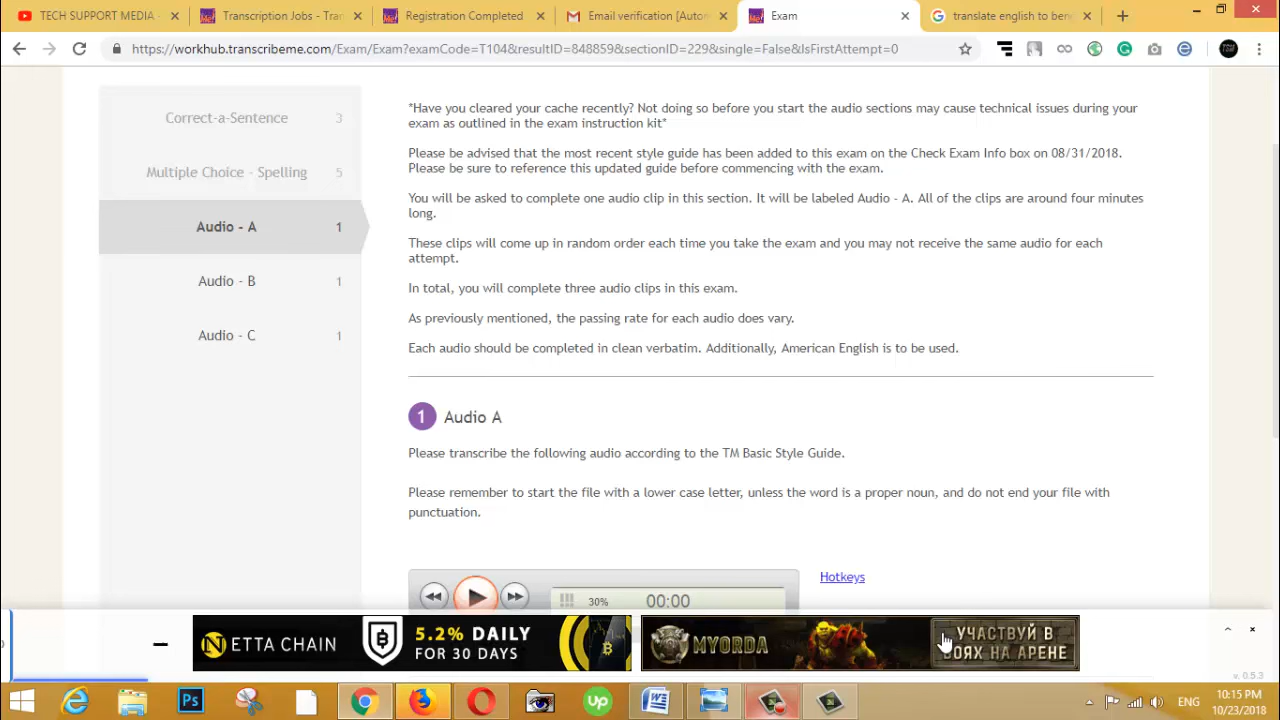 TECH SUPPORT MEDIA -
Transcription Jobs - Tra
Registration Completed
Email verification [Autom
Exam
translate english to ben
https://workhub.transcribeme.com/Exam/Exam?examCode=T104&resultID=848859&sectionID=229&single=False&IsFirstAttempt=0
Correct-a-Sentence 3
Multiple Choice - Spelling 5
Audio - A 1
Audio - B 1
Audio - C 1
*Have you cleared your cache recently? Not doing so before you start the audio sections may cause technical issues during your
exam as outlined in the exam instruction kit*
Please be advised that the most recent style guide has been added to this exam on the Check Exam Info box on 08/31/2018.
Please be sure to reference this updated guide before commencing with the exam.
You will be asked to complete one audio clip in this section. It will be labeled Audio - A. All of the clips are around four minutes
long.
These clips will come up in random order each time you take the exam and you may not receive the same audio for each
attempt.
In total, you will complete three audio clips in this exam.
As previously mentioned, the passing rate for each audio does vary.
Each audio should be completed in clean verbatim. Additionally, American English is to be used.
1 Audio A
Please transcribe the following audio according to the TM Basic Style Guide.
Please remember to start the file with a lower case letter, unless the word is a proper noun, and do not end your file with
punctuation.
30% 00:00
Hotkeys
NETTA CHAIN
5.2% DAILY
FOR 30 DAYS
MYORDA
УЧАСТВУЙ В
БОЯХ НА АРЕНЕ
v. 0.5.3
Ps
up
ENG
10:15 PM
10/23/2018